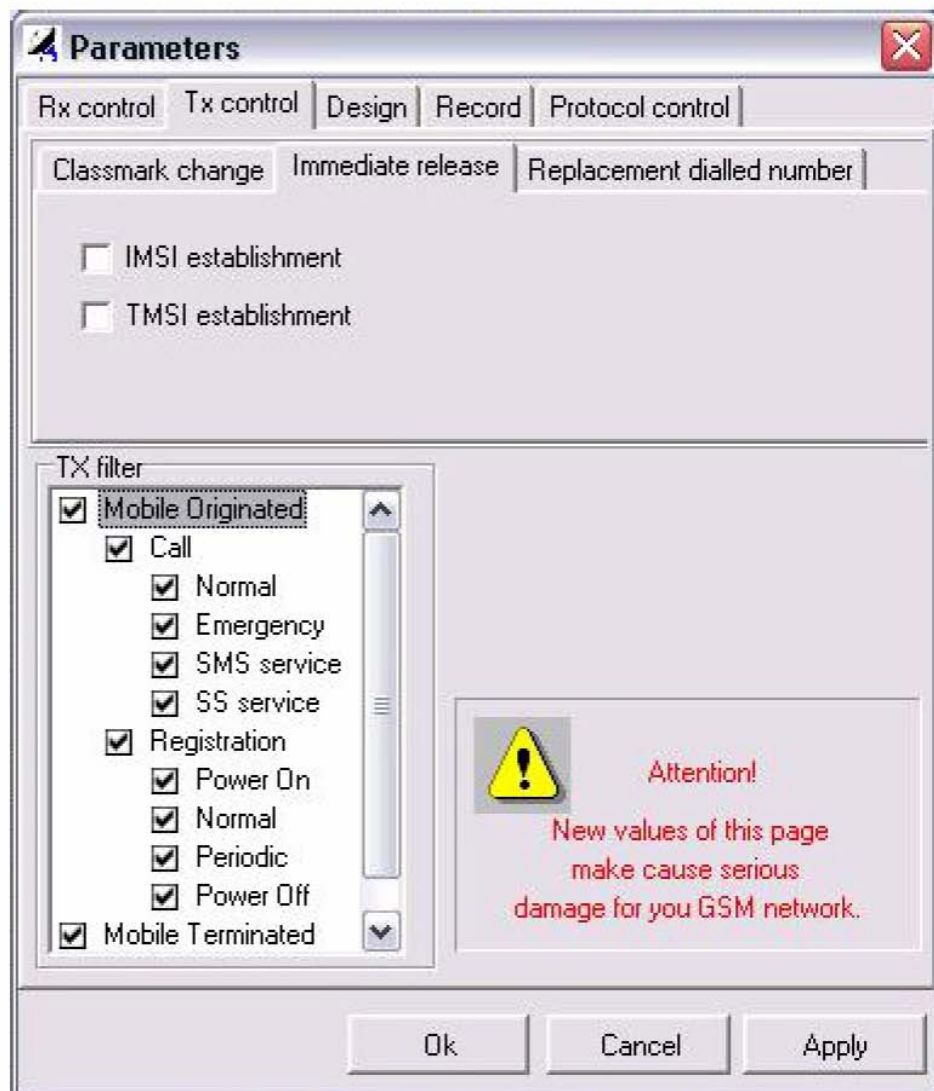 Parameters
Rx control Tx control Design Record Protocol control
Classmark change Immediate release Replacement dialled number
IMSI establishment
TMSI establishment
TX filter
Mobile Originated
Call
Normal
Emergency
SMS service
SS service
Registration
Power On
Normal
Periodic
Power Off
Mobile Terminated
Attention!
New values of this page
make cause serious
damage for you GSM network.
Ok Cancel Apply